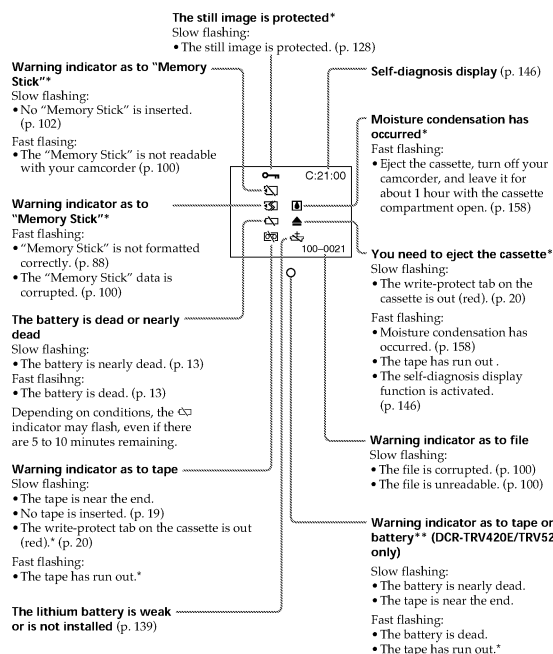 The still image is protected*
Slow flashing:
• The still image is protected. (p. 128)
Warning indicator as to “Memory
Stick”*
Slow flashing:
• No “Memory Stick” is inserted.
(p. 102)
Fast flasing:
• The “Memory Stick” is not readable
with your camcorder (p. 100)
Warning indicator as to
“Memory Stick”*
Fast flashing:
• “Memory Stick” is not formatted
correctly. (p. 88)
• The “Memory Stick” data is
corrupted. (p. 100)
The battery is dead or nearly
dead
Slow flashing:
• The battery is nearly dead. (p. 13)
Fast flasihng:
• The battery is dead. (p. 13)
Depending on conditions, the
indicator may flash, even if there
are 5 to 10 minutes remaining.
Warning indicator as to tape
Slow flashing:
• The tape is near the end.
• No tape is inserted. (p. 19)
• The write-protect tab on the cassette is out
(red).* (p. 20)
Fast flashing:
• The tape has run out.*
The lithium battery is weak
or is not installed (p. 139)
C:21:00
100–0021
Self-diagnosis display (p. 146)
Moisture condensation has
occurred*
Fast flashing:
• Eject the cassette, turn off your
camcorder, and leave it for
about 1 hour with the cassette
compartment open. (p. 158)
You need to eject the cassette*
Slow flashing:
• The write-protect tab on the
cassette is out (red). (p. 20)
Fast flashing:
• Moisture condensation has
occurred. (p. 158)
• The tape has run out .
• The self-diagnosis display
function is activated.
(p. 146)
Warning indicator as to file
Slow flashing:
• The file is corrupted. (p. 100)
• The file is unreadable. (p. 100)
Warning indicator as to tape or
battery** (DCR-TRV420E/TRV52
only)
Slow flashing:
• The battery is nearly dead.
• The tape is near the end.
Fast flashing:
• The battery is dead.
• The tape has run out.*